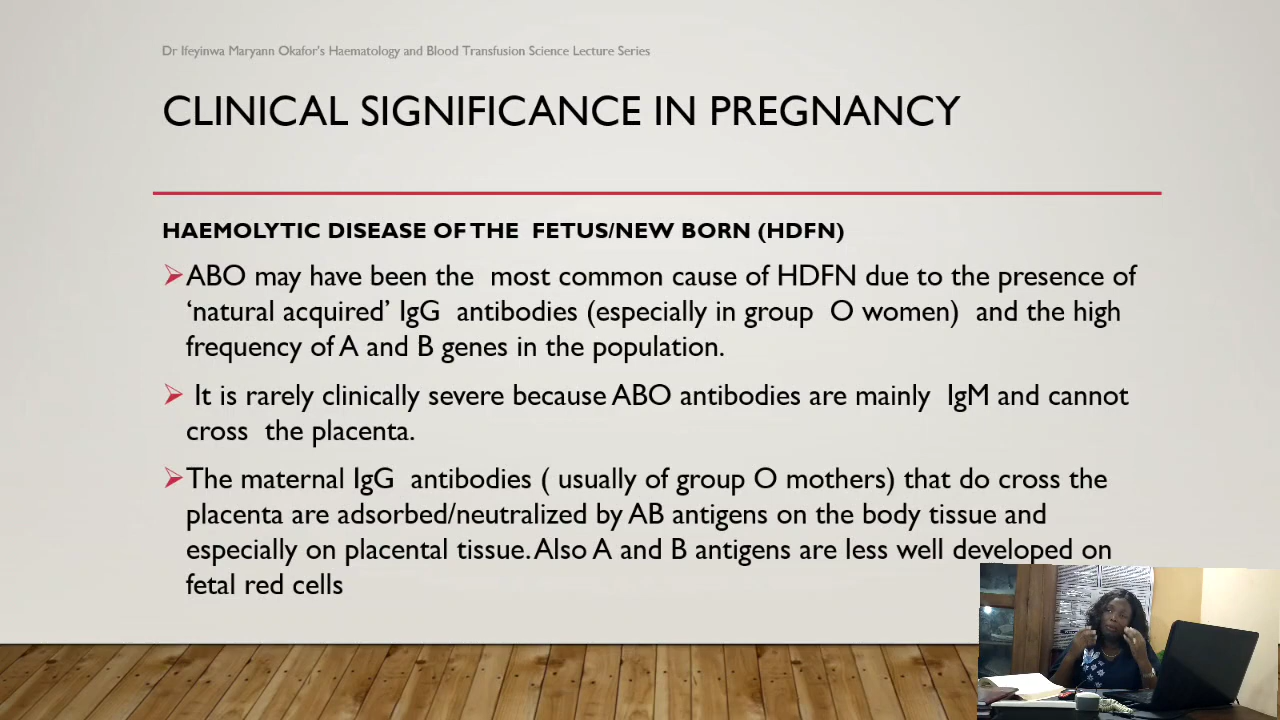 Dr Ifeyinwa Maryann Okafor's Haematology and Blood Transfusion Science Lecture Series
CLINICAL SIGNIFICANCE IN PREGNANCY
HAEMOLYTIC DISEASE OF THE FETUS/NEW BORN (HDFN)
ABO may have been the most common cause of HDFN due to the presence of
‘natural acquired’ IgG antibodies (especially in group O women) and the high
frequency of A and B genes in the population.
It is rarely clinically severe because ABO antibodies are mainly IgM and cannot
cross the placenta.
The maternal IgG antibodies ( usually of group O mothers) that do cross the
placenta are adsorbed/neutralized by AB antigens on the body tissue and
especially on placental tissue. Also A and B antigens are less well developed on
fetal red cells